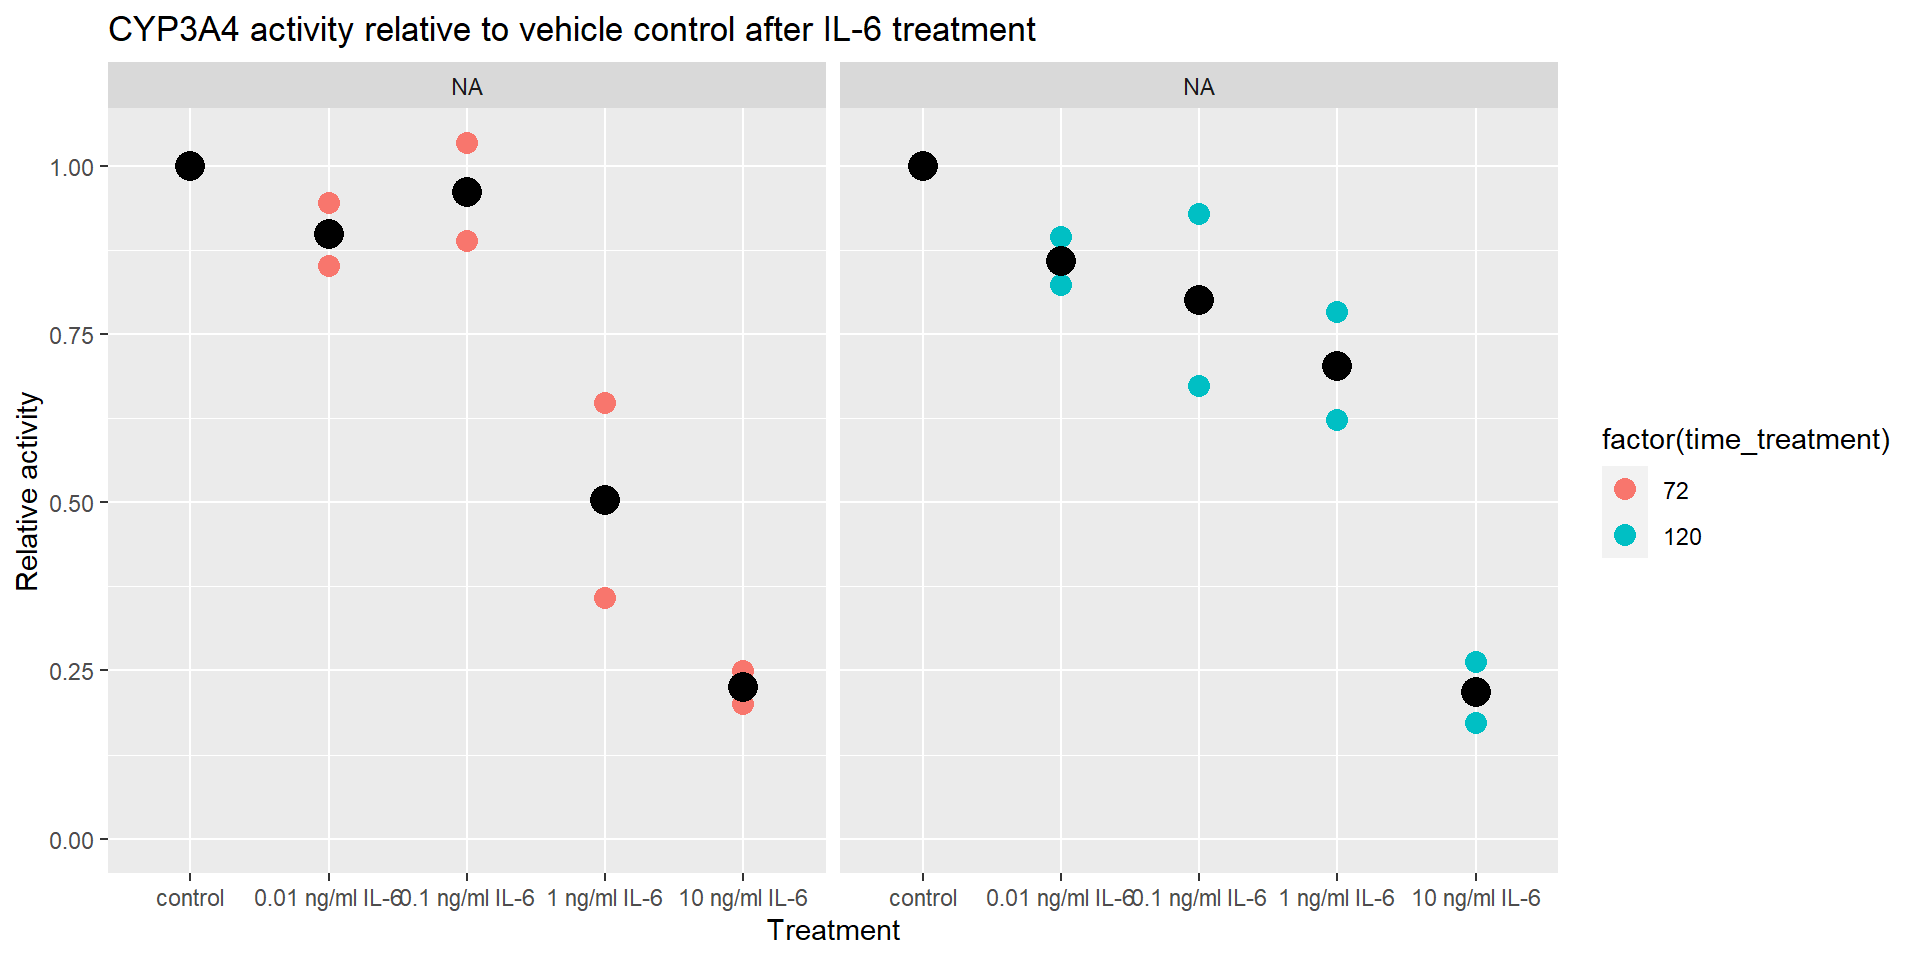 CYP3A4 activity relative to vehicle control after IL-6 treatment
NA
NA
1.00
0.75
0.50
0.25
0.00
Relative activity
control 0.01 ng/ml IL-6 0.1 ng/ml IL-6 1 ng/ml IL-6 10 ng/ml IL-6
control 0.01 ng/ml IL-6 0.1 ng/ml IL-6 1 ng/ml IL-6 10 ng/ml IL-6
Treatment
factor(time_treatment)
72
120